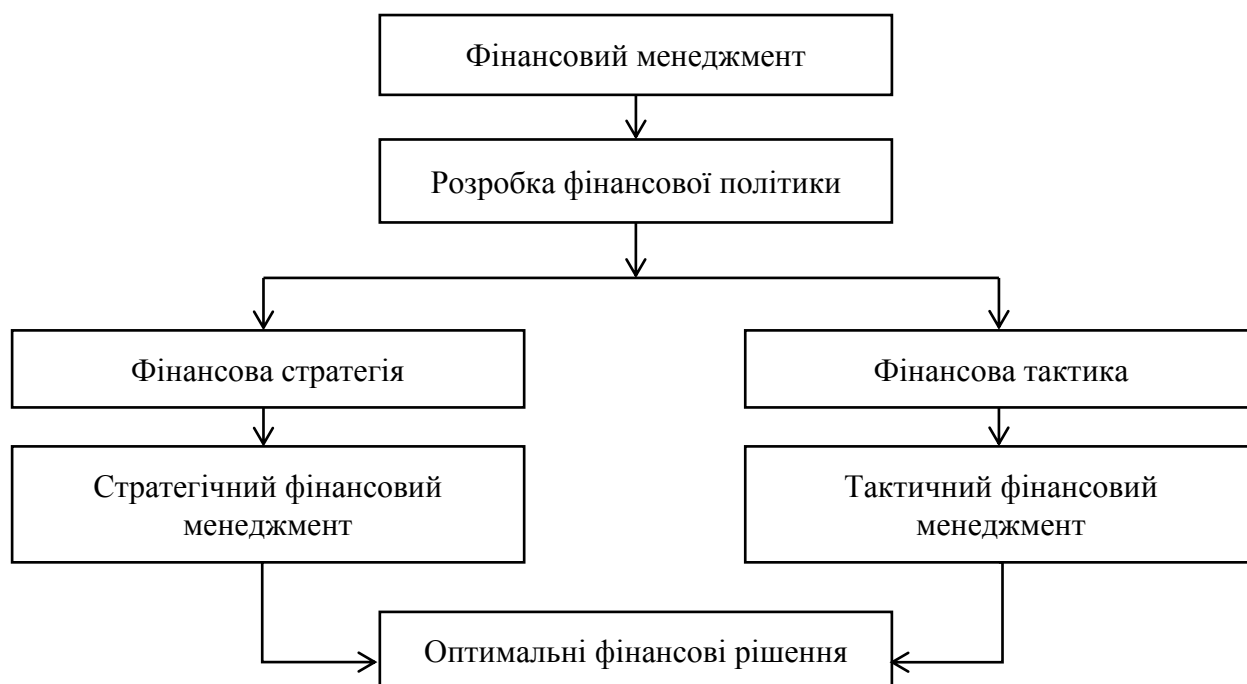 Фінансовий менеджмент
Розробка фінансової політики
Фінансова стратегія
Фінансова тактика
Стратегічний фінансовий
менеджмент
Тактичний фінансовий
менеджмент
Оптимальні фінансові рішення